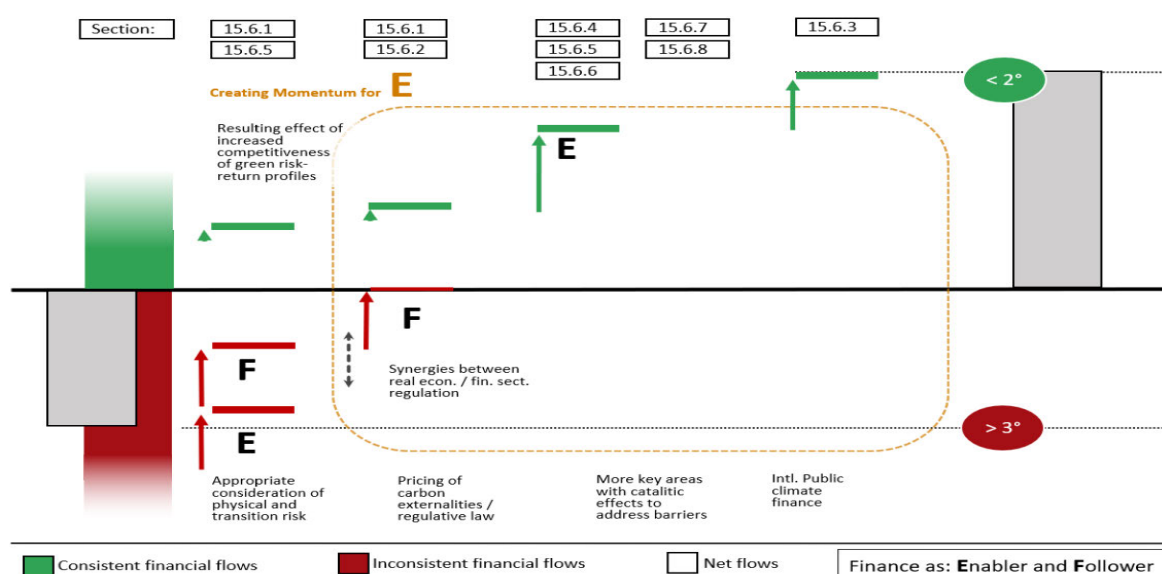 Section:
15.6.1
15.6.5
15.6.1
15.6.2
15.6.4
15.6.5
15.6.6
15.6.7
15.6.8
15.6.3
Creating Momentum for E
< 2°
Resulting effect of
increased
competitiveness
of green risk-
return profiles
E
F
F
Synergies between
real econ. / fin. sect.
regulation
E
> 3°
Appropriate
consideration of
physical and
transition risk
Pricing of
carbon
externalities /
regulative law
More key areas
with catalitic
effects to
address barriers
Intl. Public
climate
finance
Consistent financial flows
Inconsistent financial flows
Net flows
Finance as: Enabler and Follower